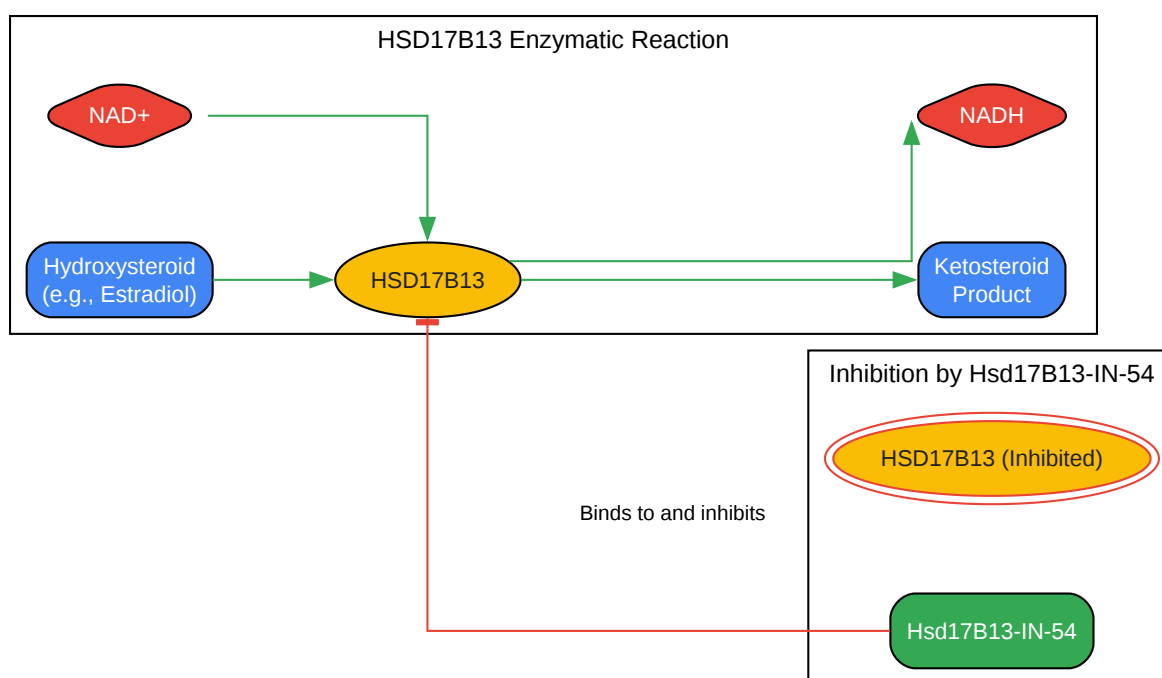 HSD17B13 Enzymatic Reaction
NAD+
NADH
Hydroxysteroid
(e.g., Estradiol)
HSD17B13
Ketosteroid
Product
Inhibition by Hsd17B13-IN-54
HSD17B13 (Inhibited)
Binds to and inhibits
Hsd17B13-IN-54